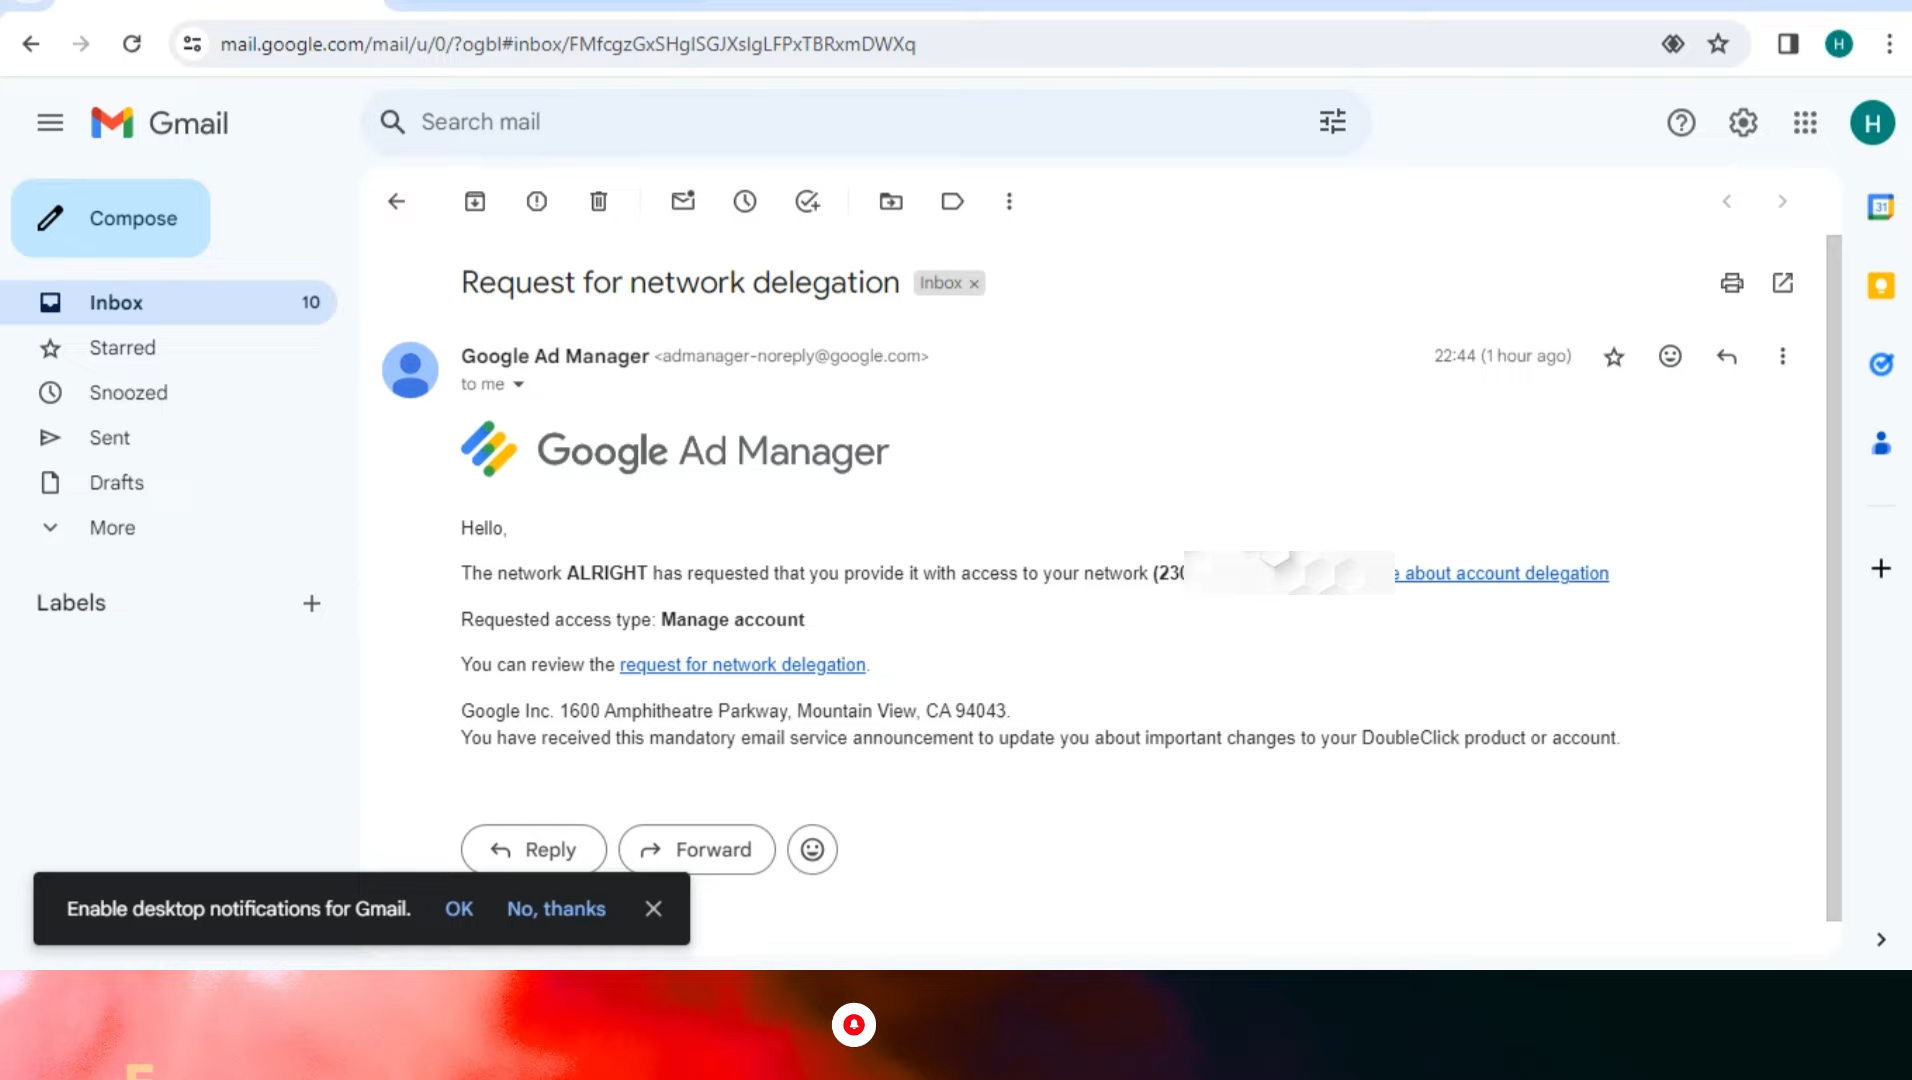 mail.google.com/mail/u/0/?ogbl#inbox/FMfcgzGxSHglSGJXslgLFPxTBRxmDWXq
H
Gmail
Search mail
H
Compose
31
Request for network delegation Inbox ×
Inbox 10
Starred
Google Ad Manager <admanager-noreply@google.com> 22:44 (1 hour ago)
to me
Snoozed
Sent
Google Ad Manager
Drafts
More
Hello,
The network ALRIGHT has requested that you provide it with access to your network (230 about account delegation
Labels
Requested access type: Manage account
You can review the request for network delegation.
Google Inc. 1600 Amphitheatre Parkway, Mountain View, CA 94043.
You have received this mandatory email service announcement to update you about important changes to your DoubleClick product or account.
Reply Forward
Enable desktop notifications for Gmail. OK No, thanks